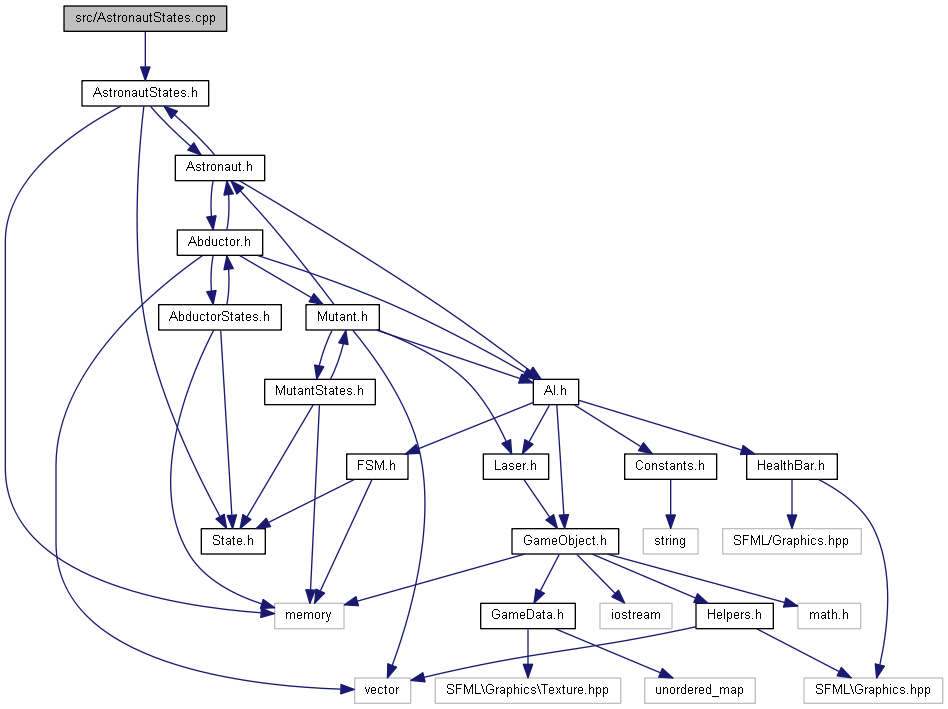 src/AstronautStates.cpp
AstronautStates.h
Astronaut.h
Abductor.h
AbductorStates.h
Mutant.h
MutantStates.h
AI.h
FSM.h
Laser.h
Constants.h
HealthBar.h
State.h
GameObject.h
string
SFML/Graphics.hpp
memory
GameData.h
iostream
Helpers.h
math.h
vector
SFML\Graphics\Texture.hpp
unordered_map
SFML\Graphics.hpp